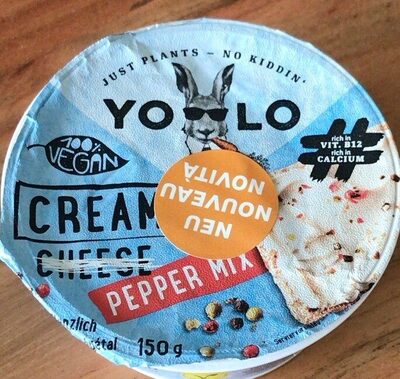 JUST PLANTS – NO KIDDIN'
YOLO
100%
VEGAN
rich in
VIT. B12
rich in
CALCIUM
#
NEU
NOUVEAU
NOVITÀ
CREAM
CHEESE
PEPPER MIX
150 g